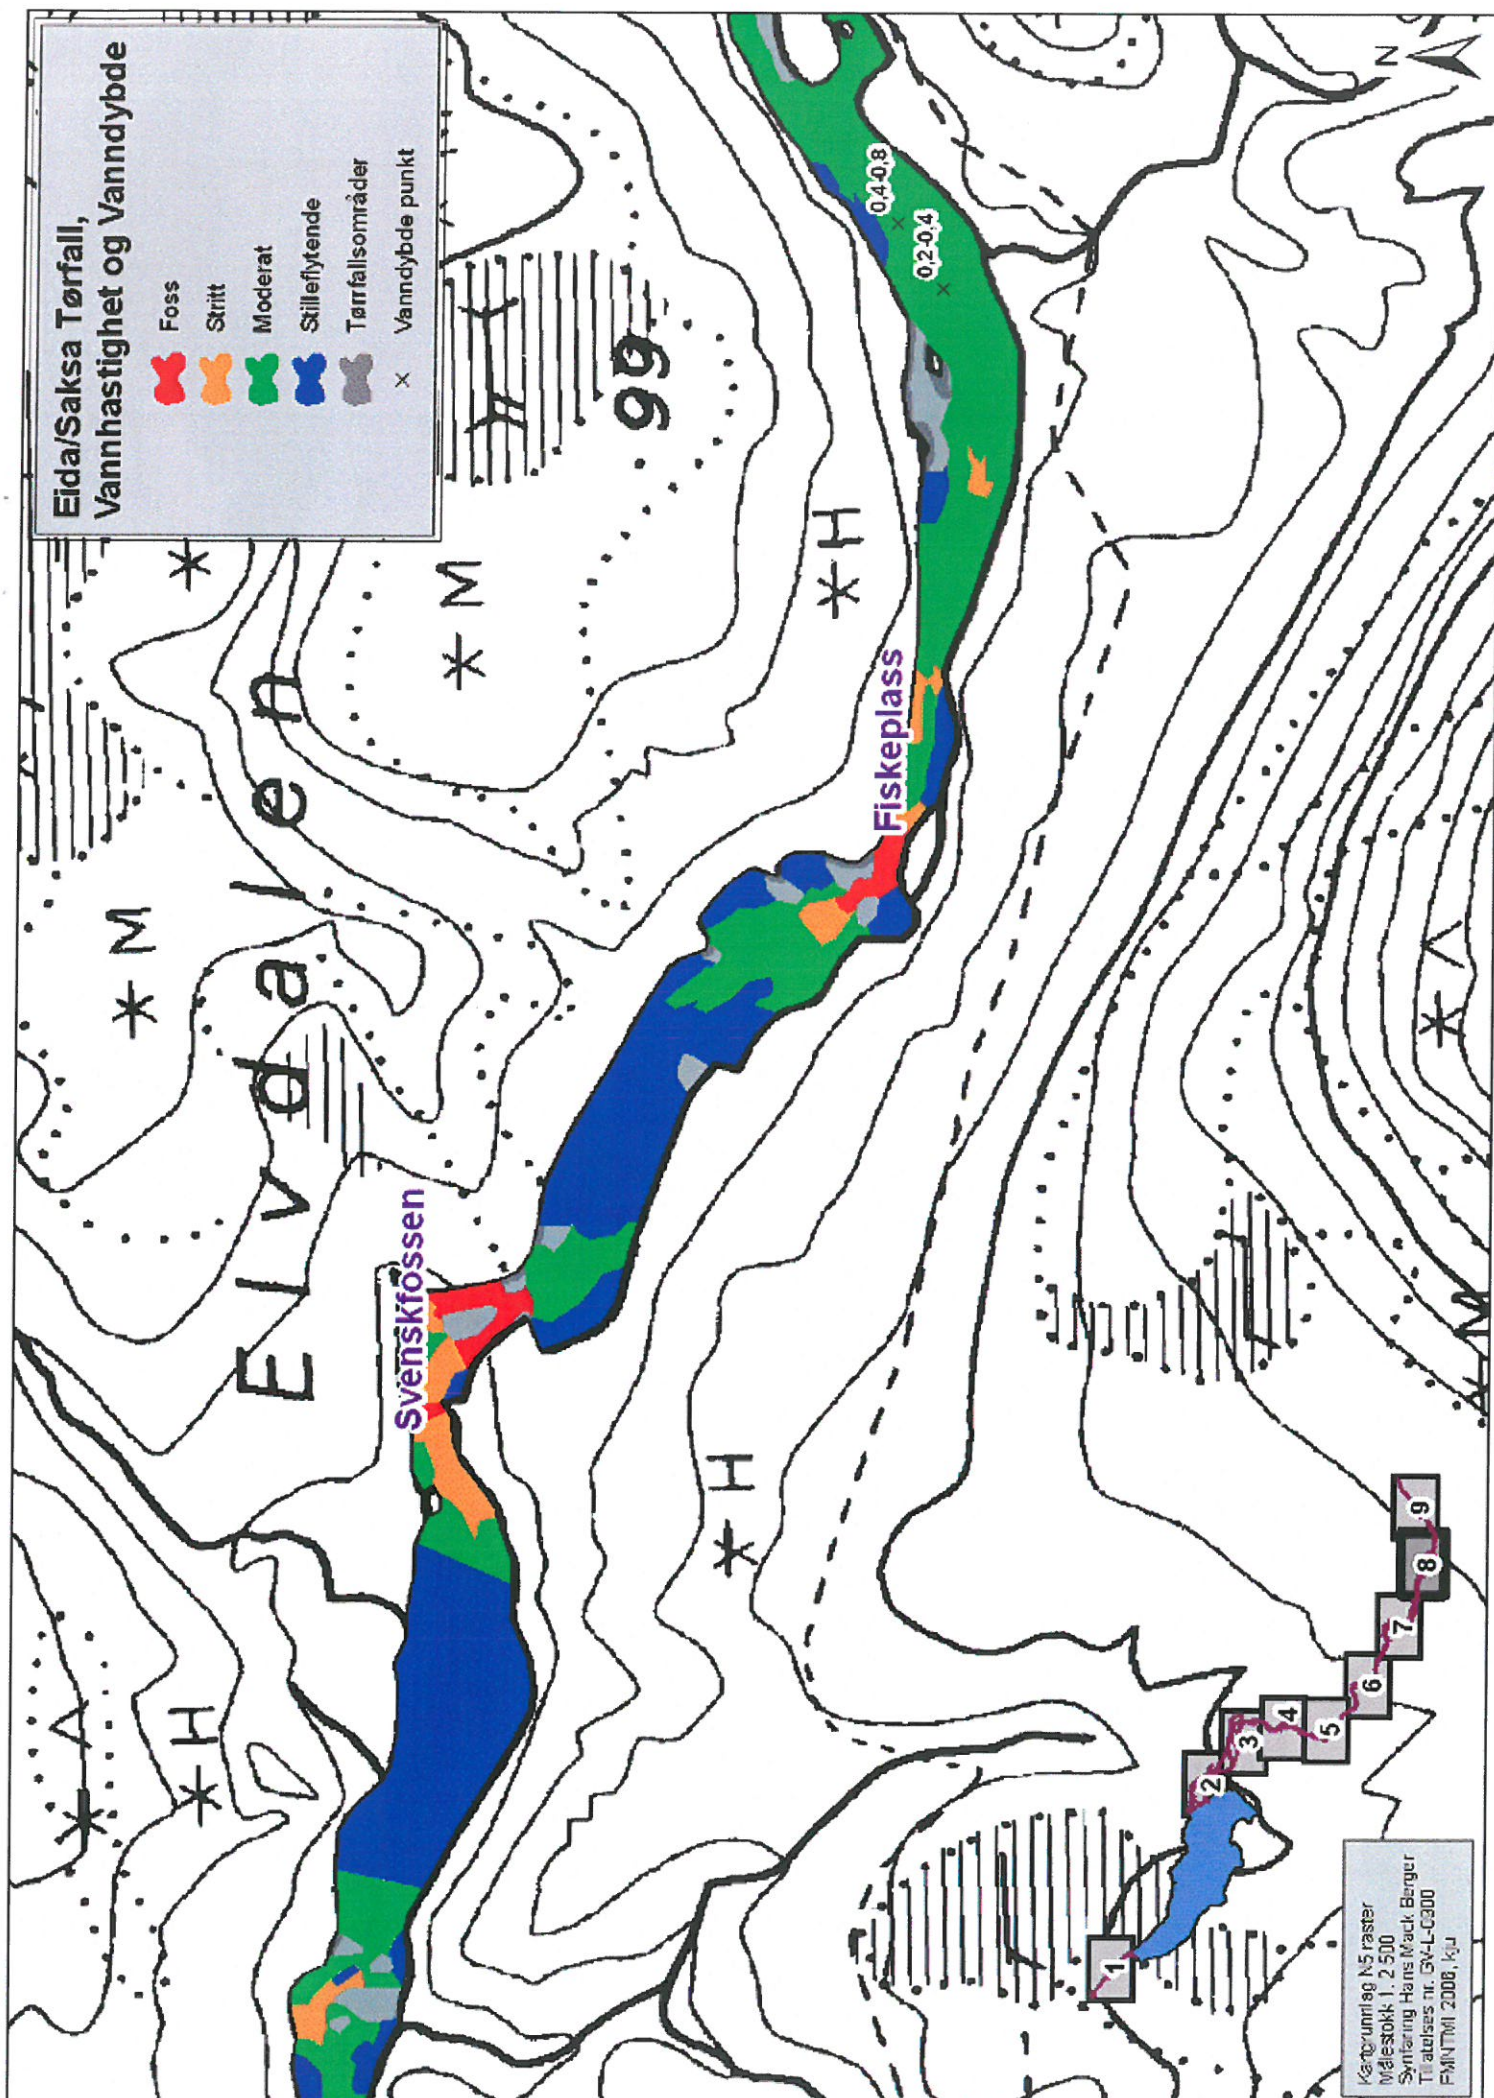 Eida/Saksa Tørfall,
Vannhastighet og Vanndybde
Foss
Stritt
Moderat
Stilleflytende
Tørrfallsområder
Vanndybde punkt
Elvdalen
Svenskfossen
Fiskeplass
0,4-0,8
0,2-0,4
99
M
M
H
H
H
N
1
2
3
4
5
6
7
8
9
Kartgrunnlag N5 raster
Målestokk 1: 2 500
Synfaring Hans Mack Berger
Tillatelses nr. GV-L-0300
FMNTMI 2006, kju